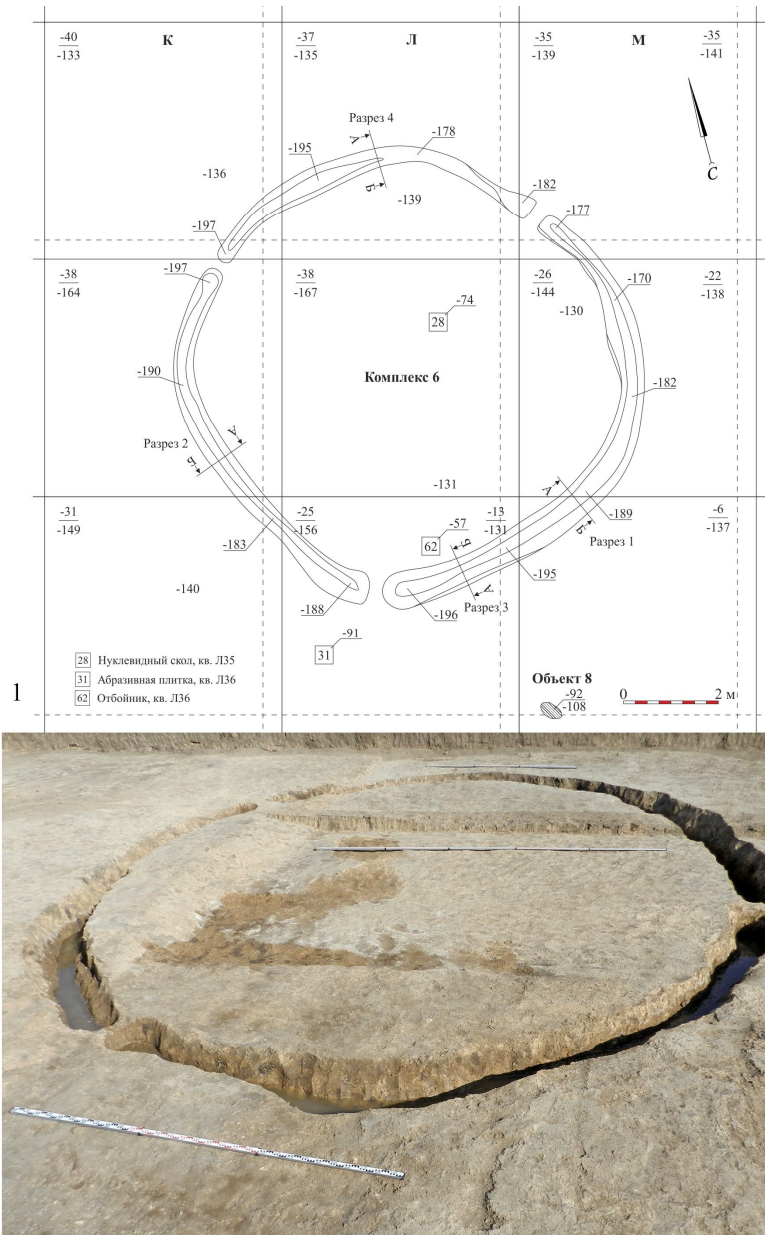 К Л М
-40 -37 -35 -35
-133 -135 -139 -141
Разрез 4
А
-178
-195
-136
Б
-139
С
-182
-197
-177
-38 -197 -38 -26 -170 -22
-164 -167 -144 -138
-74
28
-130
-190
Комплекс 6
-182
Разрез 2
А
Б
-131
А
-31 -25 -13 -189 -6
-149 -156 -131 -137
-57
62
Б
Б
Разрез 1
-183
-195
-140
-188
-196
А
Разрез 3
-91
31
28 Нуклевидный скол, кв. Л35
31 Абразивная плитка, кв. Л36
62 Отбойник, кв. Л36
1
Объект 8
-92
-108
0 2 м